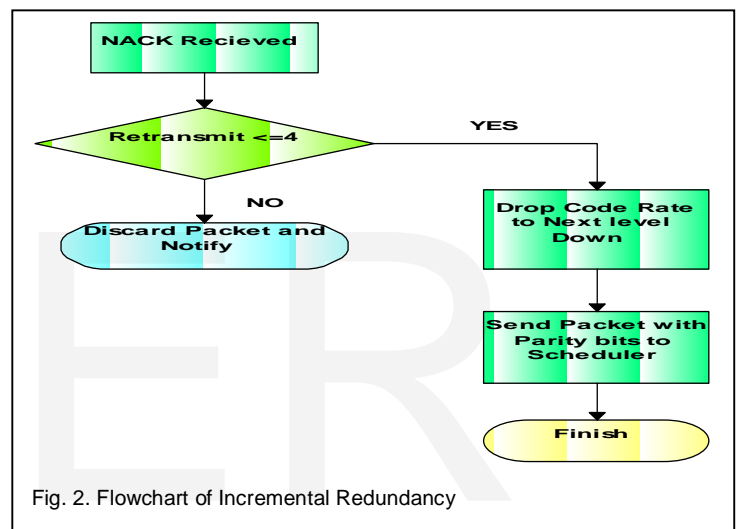 NACK Recieved
Retransmit <=4
YES
NO
Discard Packet and
Notify
Drop Code Rate
to Next level
Down
Send Packet with
Parity bits to
Scheduler
Finish
ER
Fig. 2. Flowchart of Incremental Redundancy